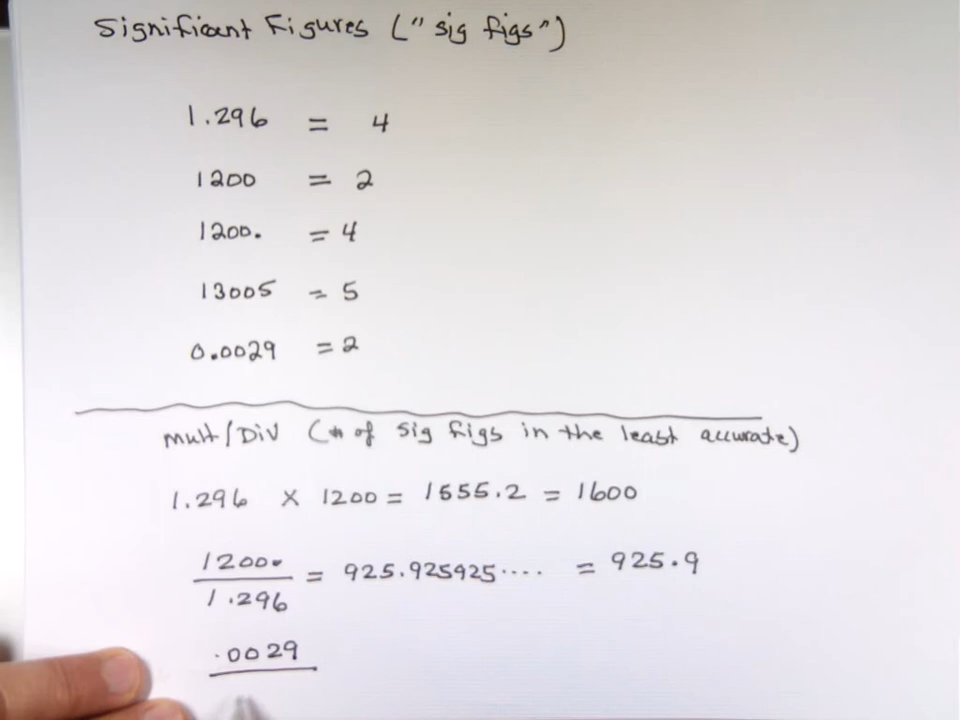 Significant Figures ("sig figs")
1.296 = 4
1200 = 2
1200. = 4
13005 = 5
0.0029 = 2
mult/Div (# of sig figs in the least accurate)
1.296 x 1200 = 1555.2 = 1600
1200.
= 925.925925.... = 925.9
1.296
.0029